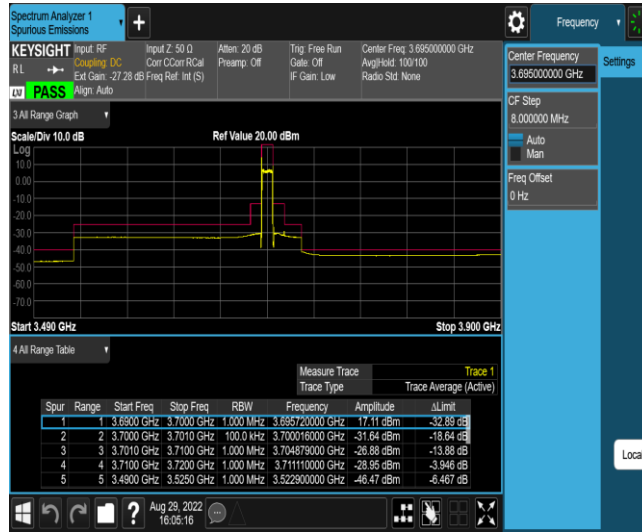 Spectrum Analyzer 1
Spurious Emissions
Frequency
KEYSIGHT Input: RF Input Z: 50 Ω Atten: 20 dB Trig: Free Run Center Freq: 3.695000000 GHz
RL Coupling: DC Corr CCorr RCal Preamp: Off Gate: Off Avg|Hold: 100/100
Ext Gain: -27.28 dB Freq Ref: Int (S) IF Gain: Low Radio Std: None
LXI PASS Align: Auto
Center Frequency
3.695000000 GHz
Settings
CF Step
8.000000 MHz
Auto
Man
Freq Offset
0 Hz
3 All Range Graph
Scale/Div 10.0 dB Ref Value 20.00 dBm
Log
10.0
0.00
-10.0
-20.0
-30.0
-40.0
-50.0
-60.0
-70.0
Start 3.490 GHz Stop 3.900 GHz
4 All Range Table
Measure Trace Trace 1
Trace Type Trace Average (Active)
Spur Range Start Freq Stop Freq RBW Frequency Amplitude ΔLimit
1 1 3.6900 GHz 3.7000 GHz 1.000 MHz 3.695720000 GHz 17.11 dBm -32.89 dB
2 2 3.7000 GHz 3.7010 GHz 100.0 kHz 3.700016000 GHz -31.64 dBm -18.64 dB
3 3 3.7010 GHz 3.7100 GHz 1.000 MHz 3.704879000 GHz -26.88 dBm -13.88 dB
4 4 3.7100 GHz 3.7200 GHz 1.000 MHz 3.711110000 GHz -28.95 dBm -3.946 dB
5 5 3.4900 GHz 3.5250 GHz 1.000 MHz 3.522900000 GHz -46.47 dBm -6.467 dB
Local
Aug 29, 2022
16:05:16